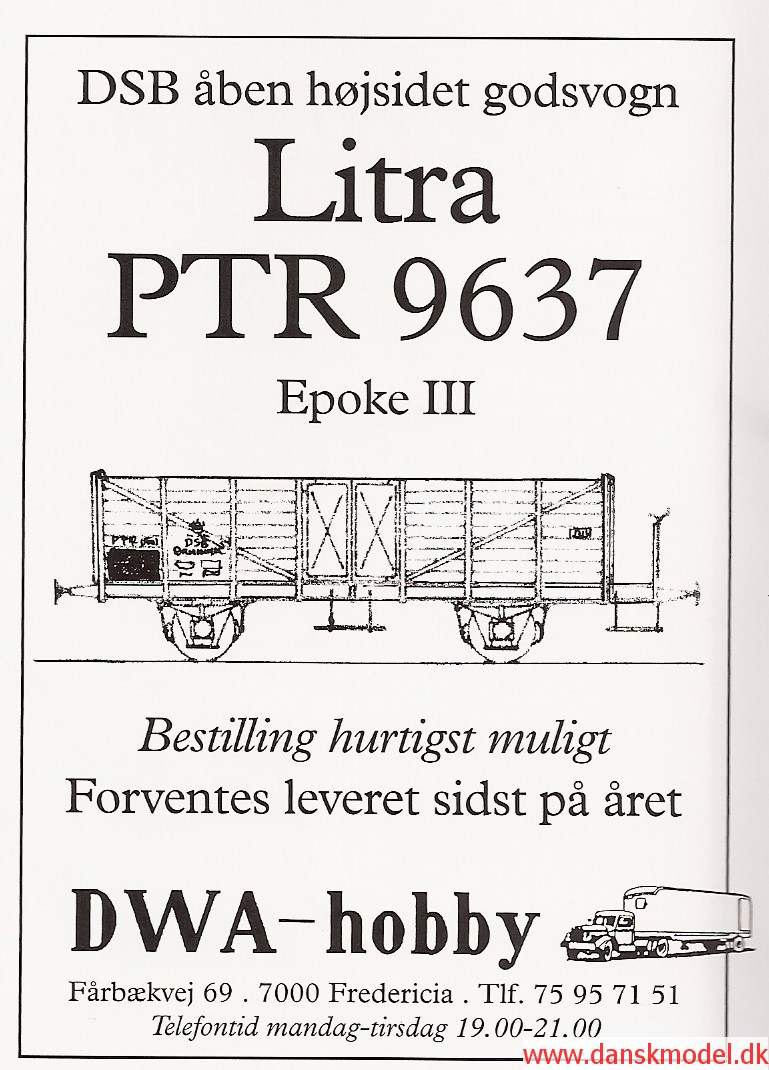 DSB åben højsidet godsvogn
Litra
PTR 9637
Epoke III
PTR
DSB
Bestilling hurtigst muligt
Forventes leveret sidst på året
DWA-hobby
Fårbækvej 69 . 7000 Fredericia . Tlf. 75 95 71 51
Telefontid mandag-tirsdag 19.00-21.00
www.danskmodel.dk